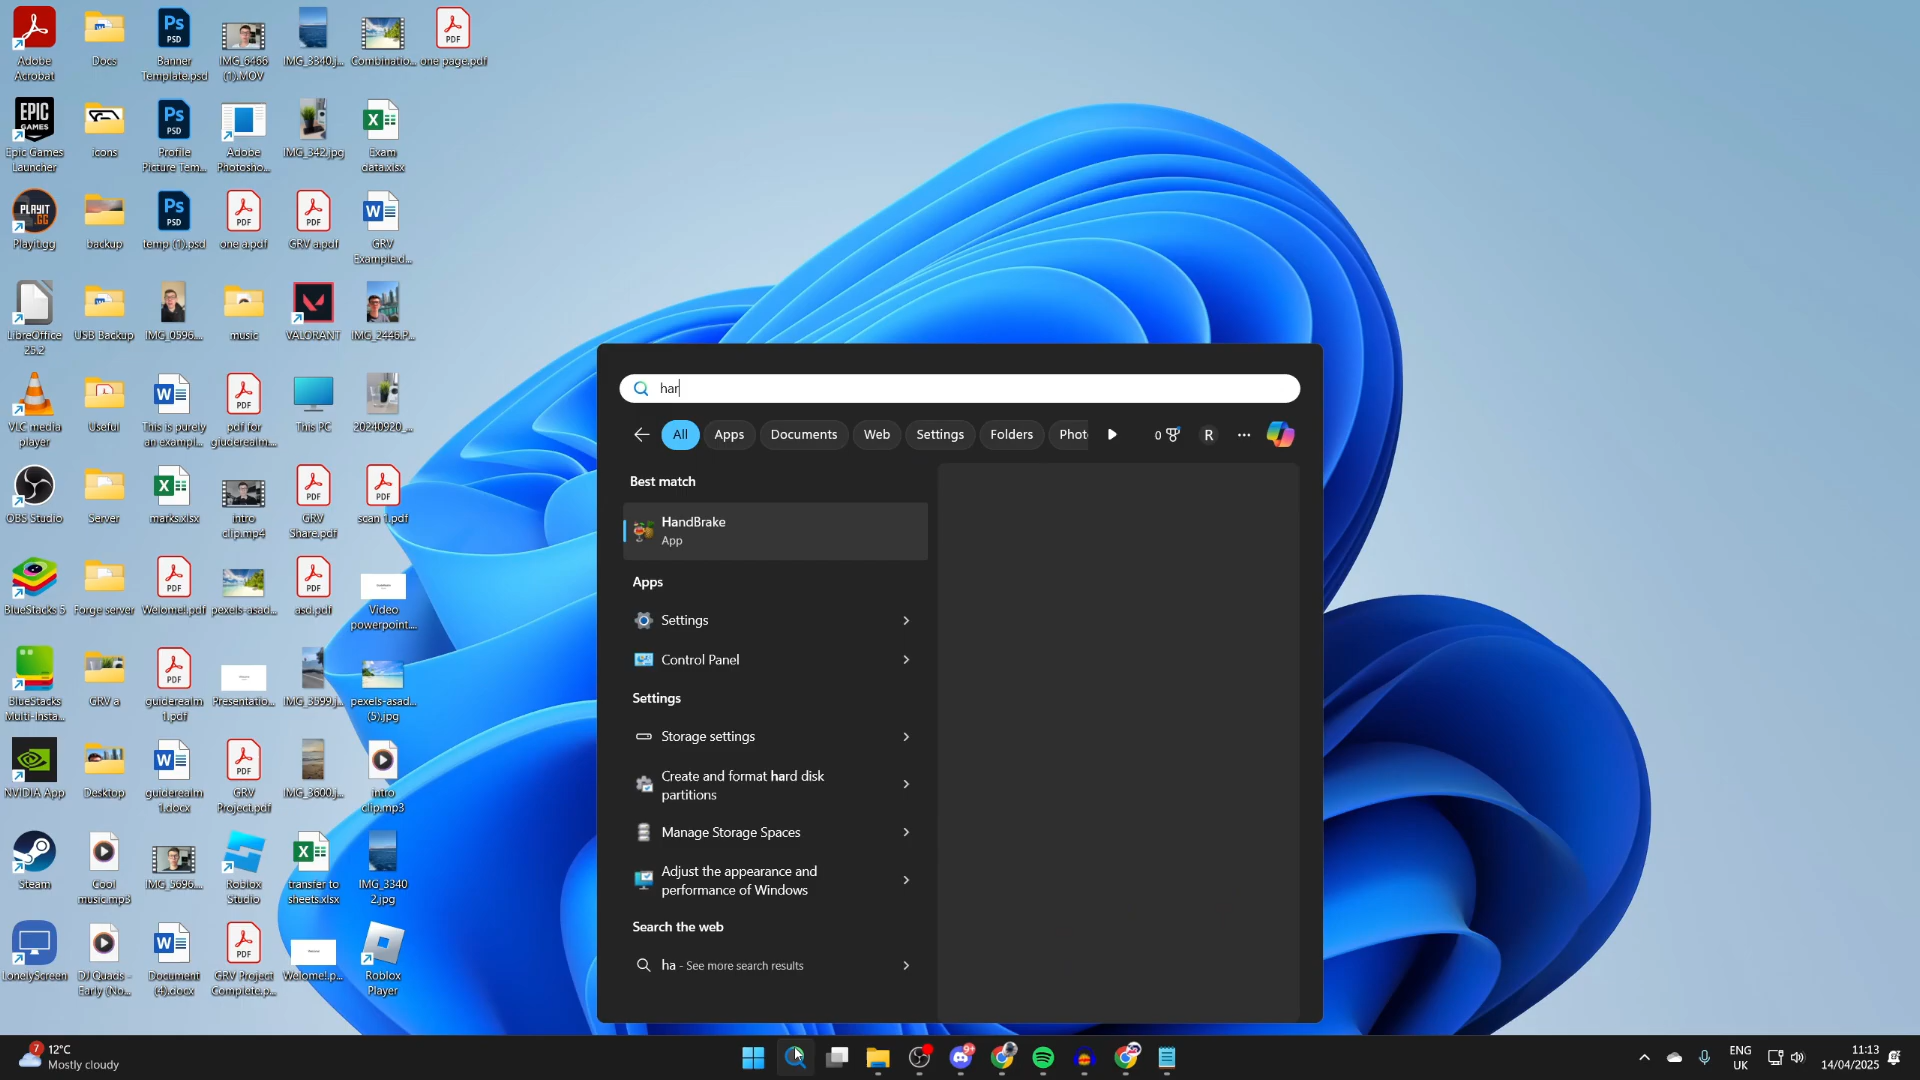 Adobe
Acrobat
Docs
Banner
Template.psd
IMG_6466
(1).MOV
IMG_3340.j...
Combinatio...
one page.pdf
Epic Games
Launcher
icons
Profile
Picture Tem...
Adobe
Photosho...
IMG_342.jpg
Exam
data.xlsx
Playit.gg
backup
temp (1).psd
one a.pdf
GRV a.pdf
GRV
Example.d...
LibreOffice
25.2
USB Backup
IMG_0596....
music
VALORANT
IMG_2446.P...
VLC media
player
Useful
This is purely
an exampl...
pdf for
giuderealm....
This PC
20240920_...
OBS Studio
Server
marks.xlsx
intro
clip.mp4
GRV
Share.pdf
scan 1.pdf
BlueStacks 5
Forge server
Welome!.pdf
pexels-asad...
asd.pdf
Video
powerpoint....
BlueStacks
Multi-Insta...
GRV a
guiderealm
1.pdf
Presentatio...
IMG_3599.j...
pexels-asad...
(5).jpg
NVIDIA App
Desktop
guiderealm
1.docx
GRV
Project.pdf
IMG_3600.j...
intro
clip.mp3
Steam
Cool
music.mp3
IMG_5696....
Roblox
Studio
transfer to
sheets.xlsx
IMG_3340
2.jpg
LonelyScreen
DJ Quads -
Early (No...
Document
(4).docx
GRV Project
Complete.p...
Welome!.p...
Roblox
Player
har
All Apps Documents Web Settings Folders Phot 0 R
Best match
HandBrake
App
Apps
Settings
Control Panel
Settings
Storage settings
Create and format hard disk
partitions
Manage Storage Spaces
Adjust the appearance and
performance of Windows
Search the web
ha - See more search results
7
12°C
Mostly cloudy
9+
ENG
UK
11:13
14/04/2025